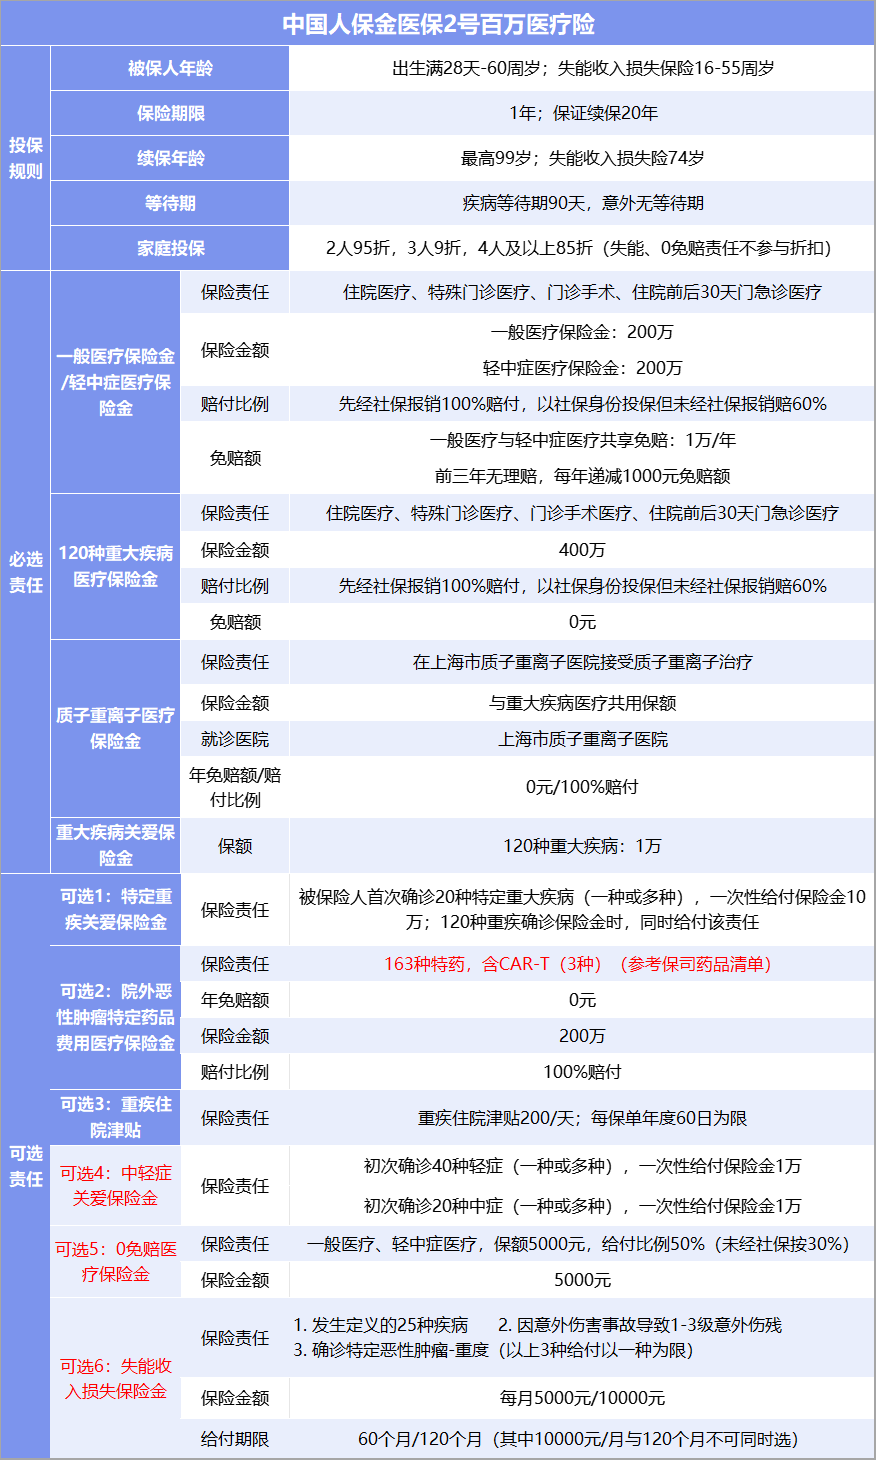 中国人保金医保2号百万医疗险
投保
规则
被保人年龄
出生满28天-60周岁；失能收入损失保险16-55周岁
保险期限
1年；保证续保20年
续保年龄
最高99岁；失能收入损失险74岁
等待期
疾病等待期90天，意外无等待期
家庭投保
2人95折，3人9折，4人及以上85折（失能、0免赔责任不参与折扣）
必选
责任
一般医疗保险金
/轻中症医疗保
险金
保险责任
住院医疗、特殊门诊医疗、门诊手术、住院前后30天门急诊医疗
保险金额
一般医疗保险金：200万
轻中症医疗保险金：200万
赔付比例
先经社保报销100%赔付，以社保身份投保但未经社保报销赔60%
免赔额
一般医疗与轻中症医疗共享免赔：1万/年
前三年无理赔，每年递减1000元免赔额
120种重大疾病
医疗保险金
保险责任
住院医疗、特殊门诊医疗、门诊手术医疗、住院前后30天门急诊医疗
保险金额
400万
赔付比例
先经社保报销100%赔付，以社保身份投保但未经社保报销赔60%
免赔额
0元
质子重离子医疗
保险金
保险责任
在上海市质子重离子医院接受质子重离子治疗
保险金额
与重大疾病医疗共用保额
就诊医院
上海市质子重离子医院
年免赔额/赔
付比例
0元/100%赔付
重大疾病关爱保
险金
保额
120种重大疾病：1万
可选
责任
可选1：特定重
疾关爱保险金
保险责任
被保险人首次确诊20种特定重大疾病（一种或多种），一次性给付保险金10
万；120种重疾确诊保险金时，同时给付该责任
可选2：院外恶
性肿瘤特定药品
费用医疗保险金
保险责任
163种特药，含CAR-T（3种）（参考保司药品清单）
年免赔额
0元
保险金额
200万
赔付比例
100%赔付
可选3：重疾住
院津贴
保险责任
重疾住院津贴200/天；每保单年度60日为限
可选4：中轻症
关爱保险金
保险责任
初次确诊40种轻症（一种或多种），一次性给付保险金1万
初次确诊20种中症（一种或多种），一次性给付保险金1万
可选5：0免赔医
疗保险金
保险责任
一般医疗、轻中症医疗，保额5000元，给付比例50%（未经社保按30%）
保险金额
5000元
可选6：失能收
入损失保险金
保险责任
1. 发生定义的25种疾病 2. 因意外伤害事故导致1-3级意外伤残
3. 确诊特定恶性肿瘤-重度（以上3种给付以一种为限）
保险金额
每月5000元/10000元
给付期限
60个月/120个月（其中10000元/月与120个月不可同时选）